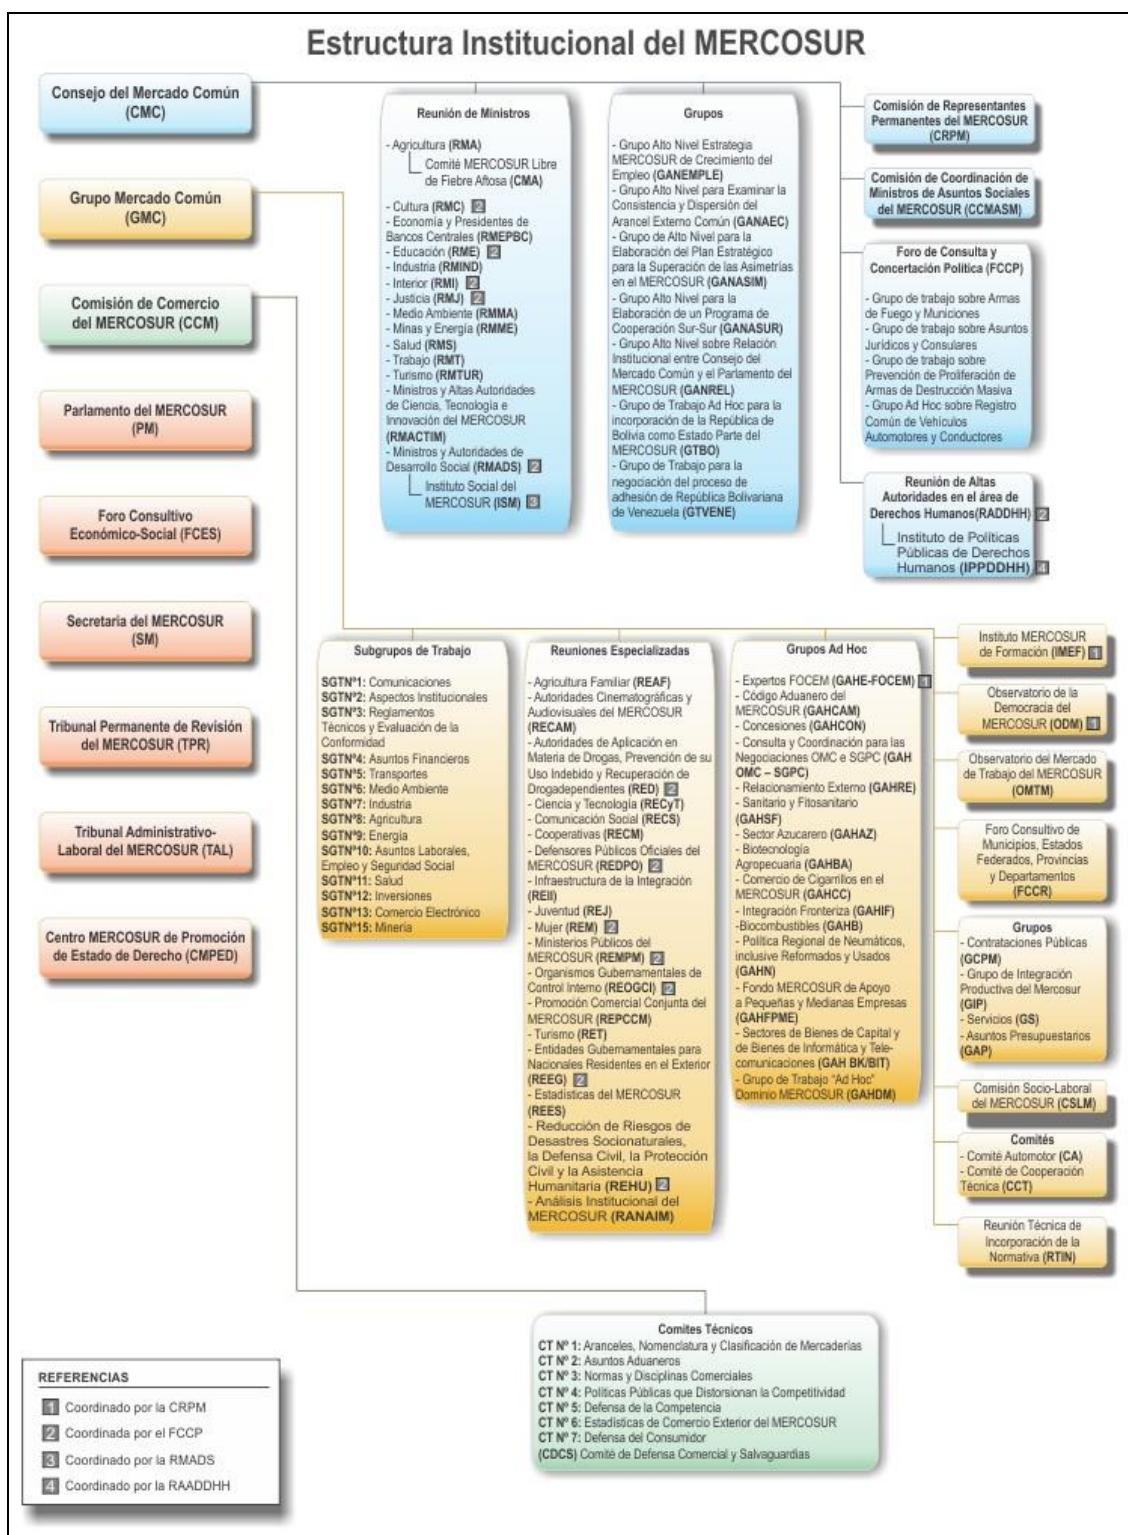 Estructura Institucional del MERCOSUR
Consejo del Mercado Común
(CMC)
Grupo Mercado Común
(GMC)
Comisión de Comercio
del MERCOSUR (CCM)
Parlamento del MERCOSUR
(PM)
Foro Consultivo
Económico-Social (FCES)
Secretaria del MERCOSUR
(SM)
Tribunal Permanente de Revisión
del MERCOSUR (TPR)
Tribunal Administrativo-
Laboral del MERCOSUR (TAL)
Centro MERCOSUR de Promoción
de Estado de Derecho (CMPED)
Reunión de Ministros
- Agricultura (RMA)
Comité MERCOSUR Libre
de Fiebre Aftosa (CMA)
- Cultura (RMC) 2
- Economía y Presidentes de
Bancos Centrales (RMEPBC)
- Educación (RME) 2
- Industria (RMIND)
- Interior (RMI) 2
- Justicia (RMJ) 2
- Medio Ambiente (RMMA)
- Minas y Energía (RMME)
- Salud (RMS)
- Trabajo (RMT)
- Turismo (RMTUR)
- Ministros y Altas Autoridades
de Ciencia, Tecnología e
Innovación del MERCOSUR
(RMACTIM)
- Ministros y Autoridades de
Desarrollo Social (RMADS) 2
Instituto Social del
MERCOSUR (ISM) 3
Grupos
- Grupo Alto Nivel Estrategia
MERCOSUR de Crecimiento del
Empleo (GANEMPLE)
- Grupo Alto Nivel para Examinar la
Consistencia y Dispersión del
Arancel Externo Común (GANAEC)
- Grupo de Alto Nivel para la
Elaboración del Plan Estratégico
para la Superación de las Asimetrías
en el MERCOSUR (GANASIM)
- Grupo Alto Nivel para la
Elaboración de un Programa de
Cooperación Sur-Sur (GANASUR)
- Grupo Alto Nivel sobre Relación
Institucional entre Consejo del
Mercado Común y el Parlamento del
MERCOSUR (GANREL)
- Grupo de Trabajo Ad Hoc para la
incorporación de la República de
Bolivia como Estado Parte del
MERCOSUR (GTBO)
- Grupo de Trabajo para la
negociación del proceso de
adhesión de República Bolivariana
de Venezuela (GTVENE)
Comisión de Representantes
Permanentes del MERCOSUR
(CRPM)
Comisión de Coordinación de
Ministros de Asuntos Sociales
del MERCOSUR (CCMASM)
Foro de Consulta y
Concertación Política (FCCP)
- Grupo de trabajo sobre Armas
de Fuego y Municiones
- Grupo de trabajo sobre Asuntos
Jurídicos y Consulares
- Grupo de trabajo sobre
Prevención de Proliferación de
Armas de Destrucción Masiva
- Grupo Ad Hoc sobre Registro
Común de Vehículos
Automotores y Conductores
Reunión de Altas
Autoridades en el área de
Derechos Humanos(RADDHH) 2
Instituto de Políticas
Públicas de Derechos
Humanos (IPPDDHH) 4
Subgrupos de Trabajo
SGTNº1: Comunicaciones
SGTNº2: Aspectos Institucionales
SGTNº3: Reglamentos
Técnicos y Evaluación de la
Conformidad
SGTNº4: Asuntos Financieros
SGTNº5: Transportes
SGTNº6: Medio Ambiente
SGTNº7: Industria
SGTNº8: Agricultura
SGTNº9: Energía
SGTNº10: Asuntos Laborales,
Empleo y Seguridad Social
SGTNº11: Salud
SGTNº12: Inversiones
SGTNº13: Comercio Electrónico
SGTNº15: Mineria
Reuniones Especializadas
- Agricultura Familiar (REAF)
- Autoridades Cinematográficas y
Audiovisuales del MERCOSUR
(RECAM)
- Autoridades de Aplicación en
Materia de Drogas, Prevención de su
Uso Indebido y Recuperación de
Drogadependientes (RED) 2
- Ciencia y Tecnología (RECyT)
- Comunicación Social (RECS)
- Cooperativas (RECM)
- Defensores Públicos Oficiales del
MERCOSUR (REDPO) 2
- Infraestructura de la Integración
(REII)
- Juventud (REJ)
- Mujer (REM) 2
- Ministerios Públicos del
MERCOSUR (REMPM) 2
- Organismos Gubernamentales de
Control Interno (REOGCI) 2
- Promoción Comercial Conjunta del
MERCOSUR (REPCCM)
- Turismo (RET)
- Entidades Gubernamentales para
Nacionales Residentes en el Exterior
(REEG) 2
- Estadísticas del MERCOSUR
(REES)
- Reducción de Riesgos de
Desastres Socionaturales,
la Defensa Civil, la Protección
Civil y la Asistencia
Humanitaria (REHU) 2
- Análisis Institucional del
MERCOSUR (RANAIM)
Grupos Ad Hoc
- Expertos FOCEM (GAHE-FOCEM) 1
- Código Aduanero del
MERCOSUR (GAHCAM)
- Concesiones (GAHCON)
- Consulta y Coordinación para las
Negociaciones OMC e SGPC (GAH
OMC – SGPC)
- Relacionamiento Externo (GAHRE)
- Sanitario y Fitosanitario
(GAHSF)
- Sector Azucarero (GAHAZ)
- Biotecnología
Agropecuaria (GAHBA)
- Comercio de Cigarrillos en el
MERCOSUR (GAHCC)
- Integración Fronteriza (GAHIF)
-Biocombustibles (GAHB)
- Política Regional de Neumáticos,
inclusive Reformados y Usados
(GAHN)
- Fondo MERCOSUR de Apoyo
a Pequeñas y Medianas Empresas
(GAHFPME)
- Sectores de Bienes de Capital y
de Bienes de Informática y Tele-
comunicaciones (GAH BK/BIT)
- Grupo de Trabajo "Ad Hoc"
Dominio MERCOSUR (GAHDM)
Instituto MERCOSUR
de Formación (IMEF) 1
Observatorio de la
Democracia del
MERCOSUR (ODM) 1
Observatorio del Mercado
de Trabajo del MERCOSUR
(OMTM)
Foro Consultivo de
Municipios, Estados
Federados, Provincias
y Departamentos
(FCCR)
Grupos
- Contrataciones Públicas
(GCPM)
- Grupo de Integración
Productiva del Mercosur
(GIP)
- Servicios (GS)
- Asuntos Presupuestarios
(GAP)
Comisión Socio-Laboral
del MERCOSUR (CSLM)
Comités
- Comité Automotor (CA)
- Comité de Cooperación
Técnica (CCT)
Reunión Técnica de
Incorporación de la
Normativa (RTIN)
Comites Técnicos
CT Nº 1: Aranceles, Nomenclatura y Clasificación de Mercaderías
CT Nº 2: Asuntos Aduaneros
CT Nº 3: Normas y Disciplinas Comerciales
CT Nº 4: Políticas Públicas que Distorsionan la Competitividad
CT Nº 5: Defensa de la Competencia
CT Nº 6: Estadísticas de Comercio Exterior del MERCOSUR
CT Nº 7: Defensa del Consumidor
(CDCS) Comité de Defensa Comercial y Salvaguardias
REFERENCIAS
1 Coordinado por la CRPM
2 Coordinada por el FCCP
3 Coordinado por la RMADS
4 Coordinado por la RAADDHH